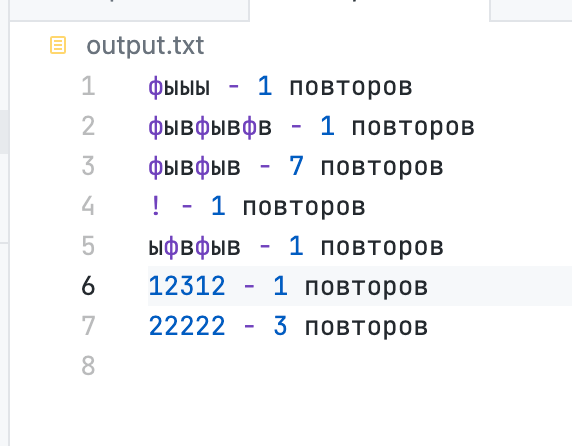 output.txt
1 фыыы - 1 повторов
2 фывфывфв - 1 повторов
3 фывфыв - 7 повторов
4 ! - 1 повторов
5 ыфвфыв - 1 повторов
6 12312 - 1 повторов
7 22222 - 3 повторов
8